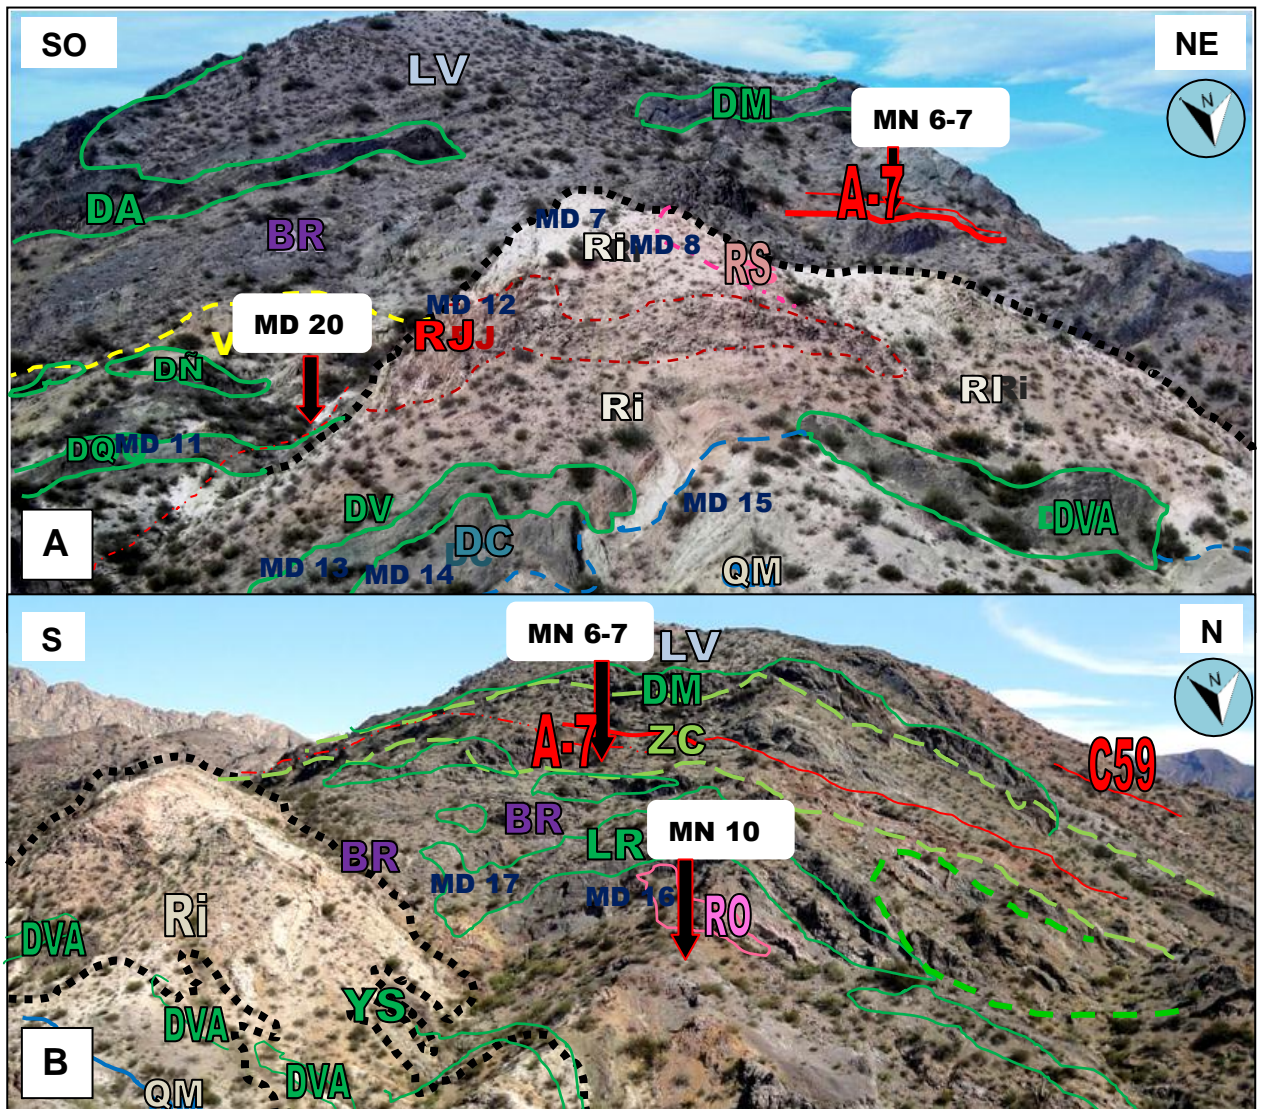 SO
NE
N
LV
DM
MN 6-7
A-7
DA
BR
MD 7
Ri
MD 8
RS
MD 12
RJ
MD 20
V
DÑ
Ri
RI
DQ
MD 11
DV
MD 15
DVA
DC
MD 13
MD 14
QM
A
S
N
N
MN 6-7
LV
DM
A-7
ZC
C59
BR
LR
MN 10
BR
MD 17
MD 16
RO
Ri
DVA
YS
DVA
DVA
QM
B